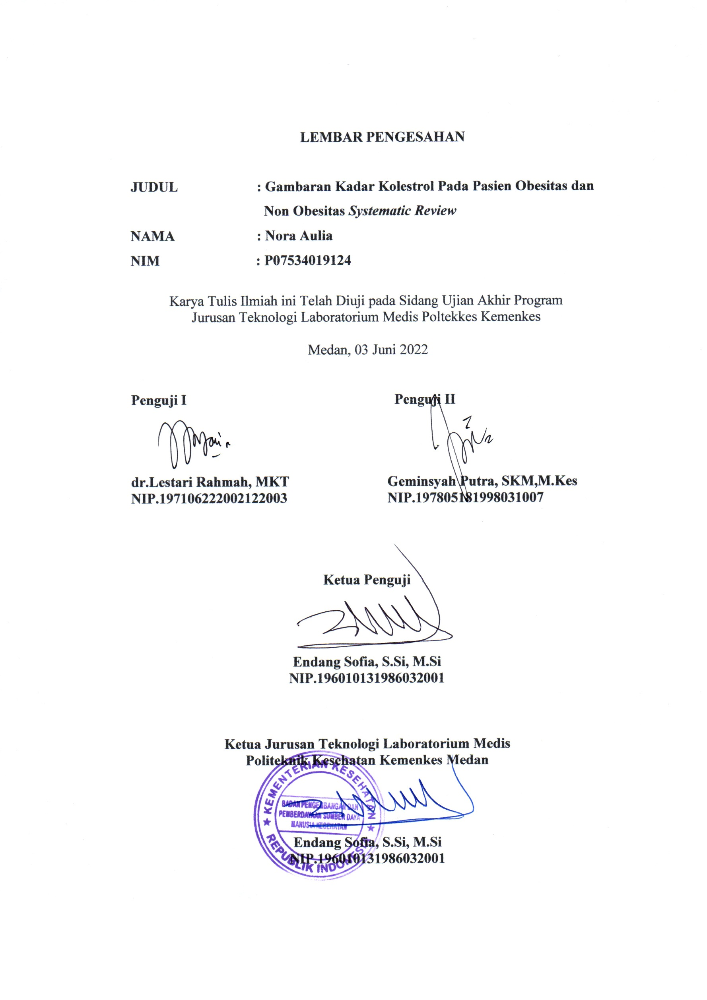 LEMBAR PENGESAHAN
JUDUL : Gambaran Kadar Kolestrol Pada Pasien Obesitas dan
Non Obesitas Systematic Review
NAMA : Nora Aulia
NIM : P07534019124
Karya Tulis Ilmiah ini Telah Diuji pada Sidang Ujian Akhir Program
Jurusan Teknologi Laboratorium Medis Poltekkes Kemenkes
Medan, 03 Juni 2022
Penguji I Penguji II
dr.Lestari Rahmah, MKT Geminsyah Putra, SKM,M.Kes
NIP.197106222002122003 NIP.197805181998031007
Ketua Penguji
Endang Sofia, S.Si, M.Si
NIP.196010131986032001
Ketua Jurusan Teknologi Laboratorium Medis
Politeknik Kesehatan Kemenkes Medan
KEMENTERIAN KESEHATAN
BADAN PENGEMBANGAN DAN
PEMBERDAYAAN SUMBER DAYA
MANUSIA KESEHATAN
REPUBLIK INDONESIA
Endang Sofia, S.Si, M.Si
NIP.196010131986032001